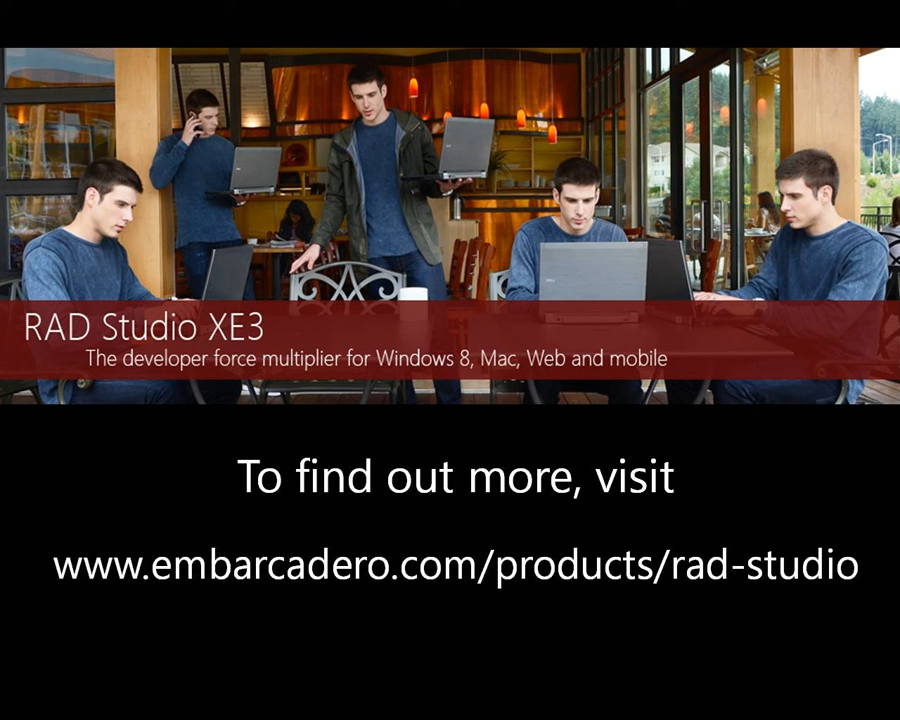 RAD Studio XE3
The developer force multiplier for Windows 8, Mac, Web and mobile
To find out more, visit
www.embarcadero.com/products/rad-studio